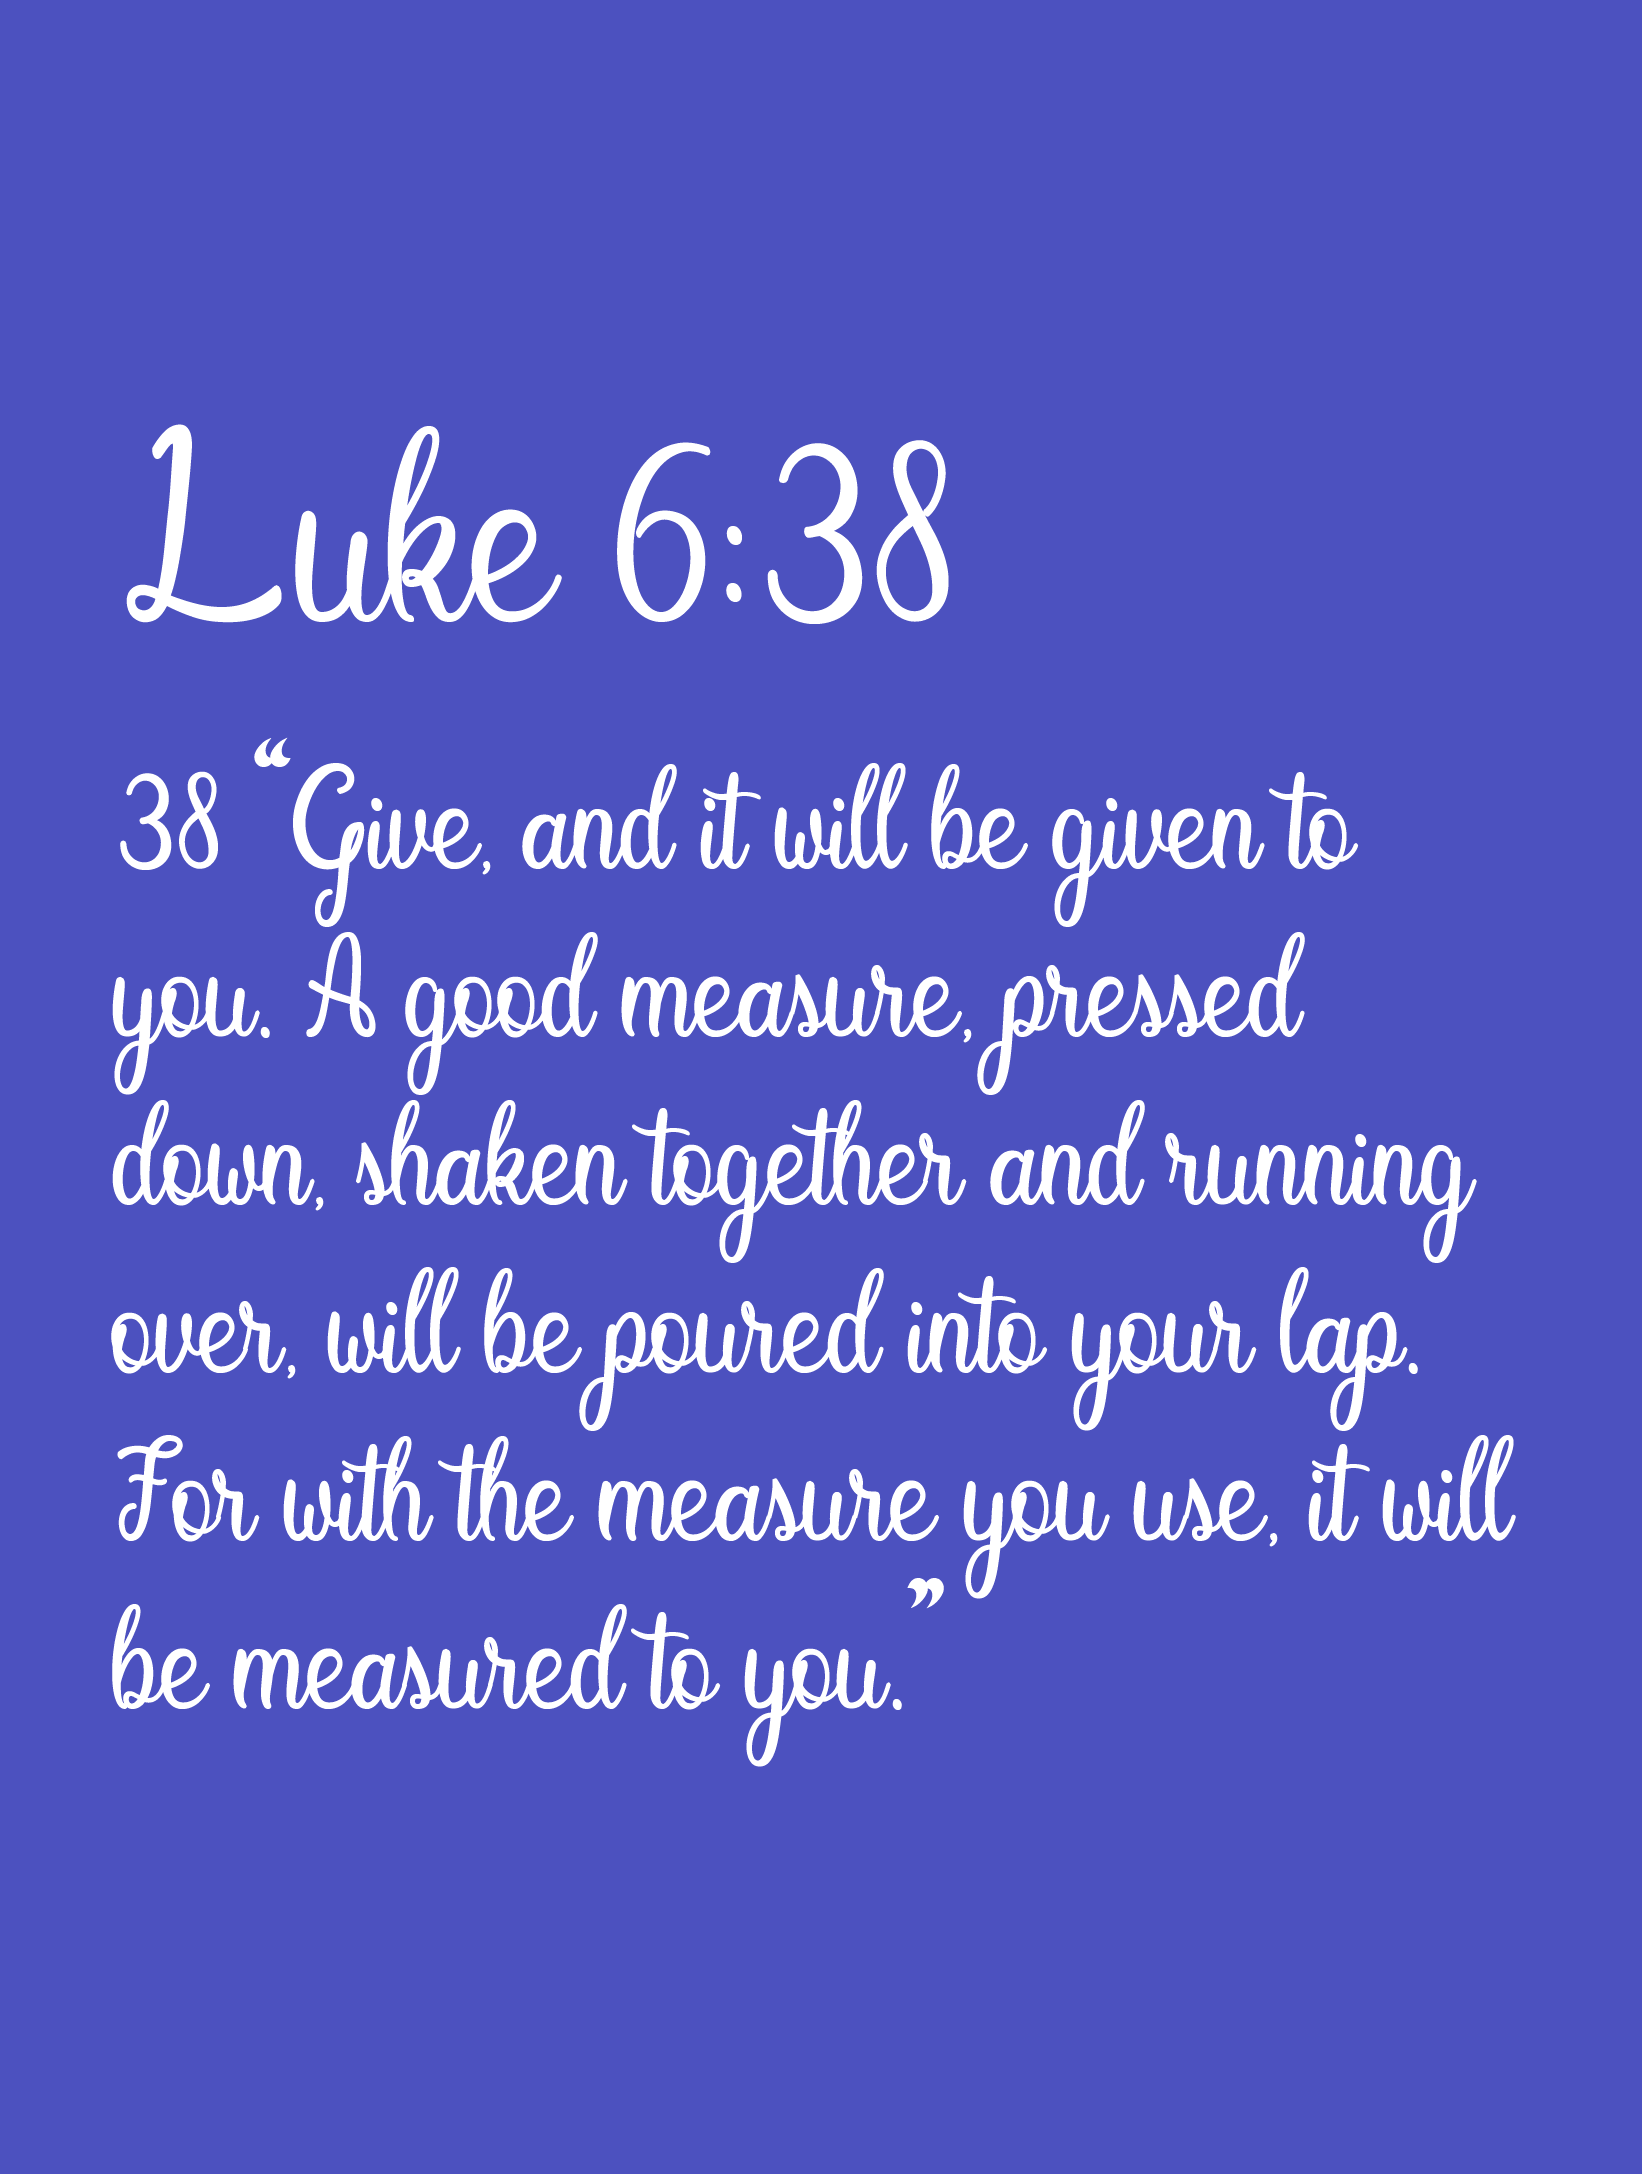 Luke 6:38
38 “Give, and it will be given to
you. A good measure, pressed
down, shaken together and running
over, will be poured into your lap.
For with the measure you use, it will
be measured to you.”